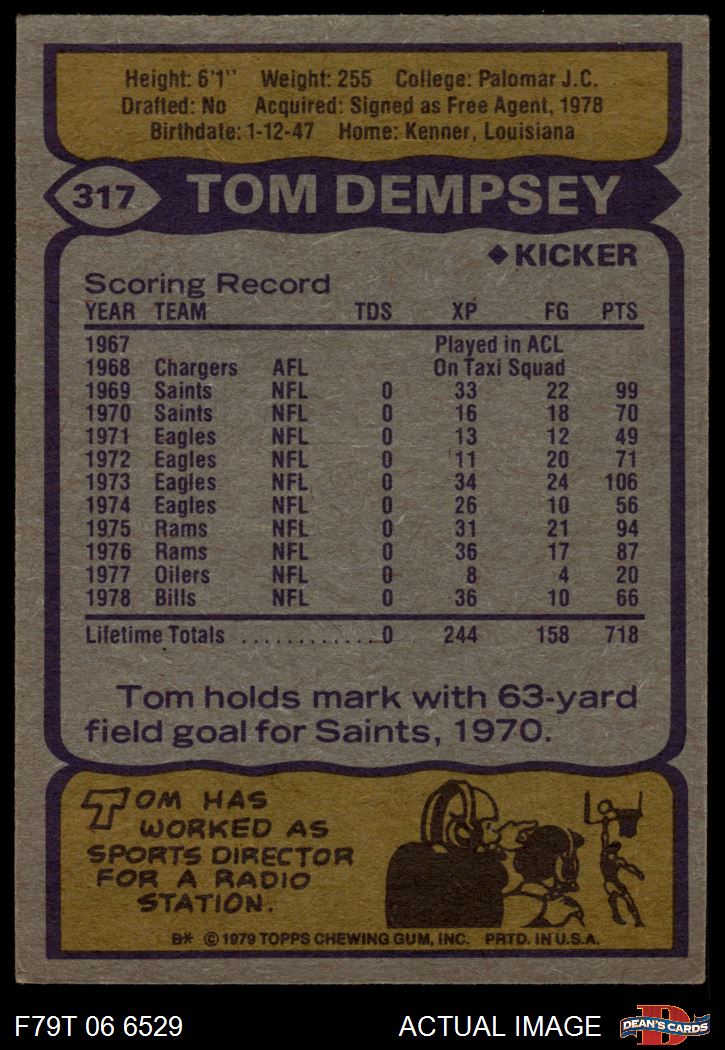 Height: 6'1" Weight: 255 College: Palomar J.C.
Drafted: No Acquired: Signed as Free Agent, 1978
Birthdate: 1-12-47 Home: Kenner, Louisiana
317 TOM DEMPSEY
◆ KICKER
Scoring Record
YEAR TEAM TDS XP FG PTS
1967 Played in ACL
1968 Chargers AFL On Taxi Squad
1969 Saints NFL 0 33 22 99
1970 Saints NFL 0 16 18 70
1971 Eagles NFL 0 13 12 49
1972 Eagles NFL 0 11 20 71
1973 Eagles NFL 0 34 24 106
1974 Eagles NFL 0 26 10 56
1975 Rams NFL 0 31 21 94
1976 Rams NFL 0 36 17 87
1977 Oilers NFL 0 8 4 20
1978 Bills NFL 0 36 10 66
Lifetime Totals ............0 244 158 718
Tom holds mark with 63-yard
field goal for Saints, 1970.
TOM HAS
WORKED AS
SPORTS DIRECTOR
FOR A RADIO
STATION.
B* © 1979 TOPPS CHEWING GUM, INC. PRTD. IN U.S.A.
F79T 06 6529 ACTUAL IMAGE D DEAN'S CARDS